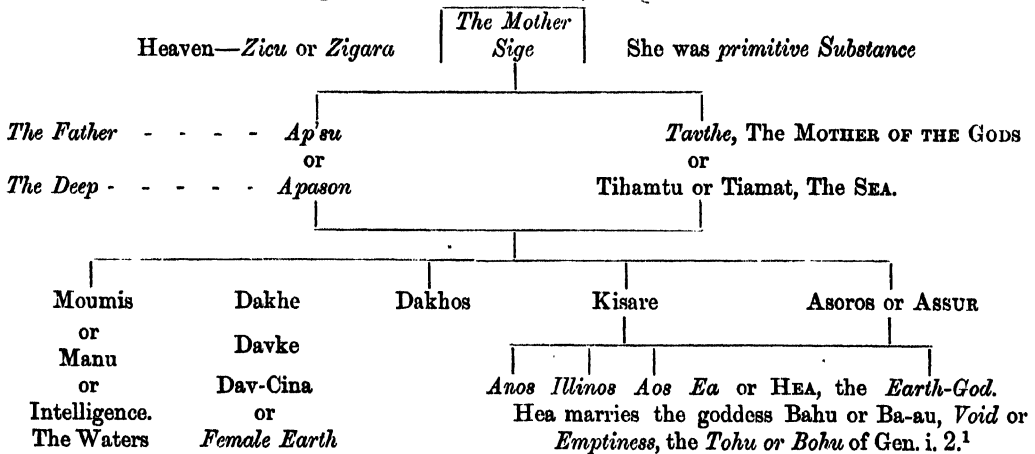 The Mother
Heaven—Zicu or Zigara Sige She was primitive Substance
The Father - - - - Ap'su Tavthe, The MOTHER OF THE GODS
or or
The Deep - - - - - Apason Tihamtu or Tiamat, The SEA.
Moumis Dakhe Dakhos Kisare Asoros or ASSUR
or
Manu
or
Intelligence.
The Waters
Davke
Dav-Cina
or
Female Earth
Anos Illinos Aos Ea or HEA, the Earth-God.
Hea marries the goddess Bahu or Ba-au, Void or
Emptiness, the Tohu or Bohu of Gen. i. 2.¹